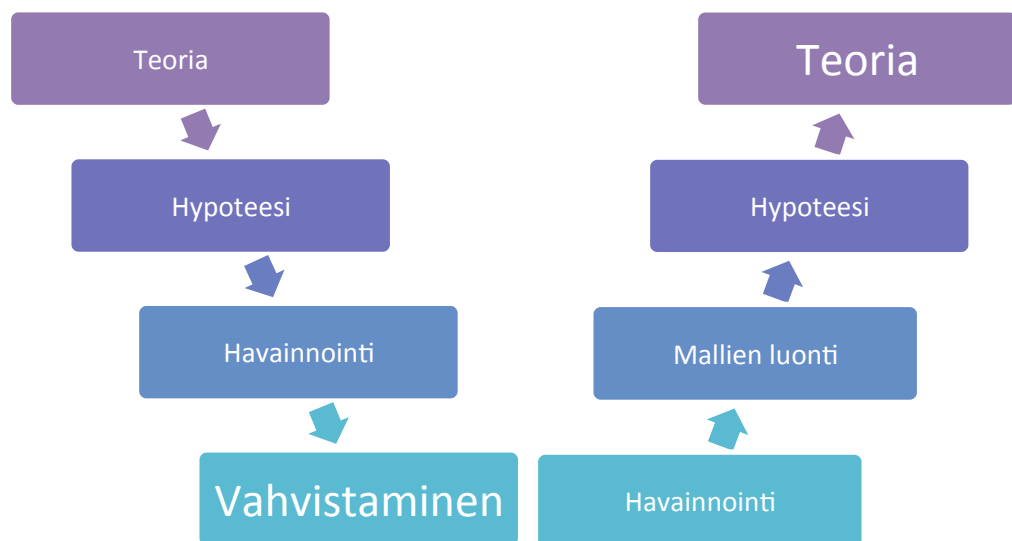 Teoria
Hypoteesi
Havainnointi
Vahvistaminen
Teoria
Hypoteesi
Mallien luonti
Havainnointi